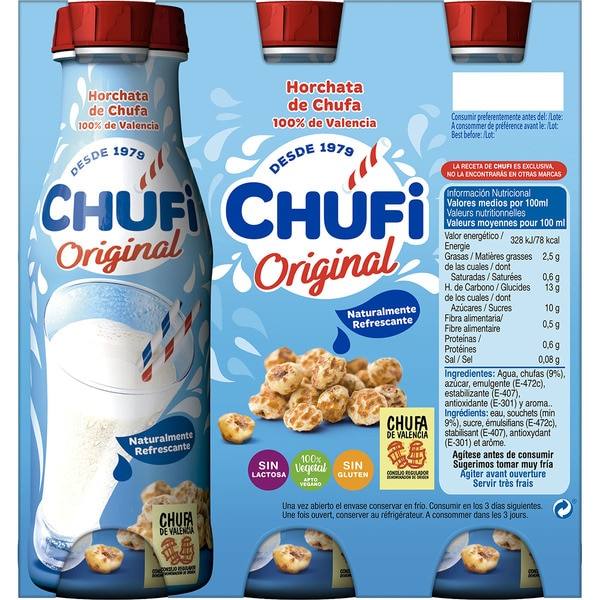 Horchata
de Chufa
100% de Valencia
DESDE 1979
CHUFi
Original
Naturalmente
Refrescante
CHUFA
DE VALENCIA
CONSEJO REGULADOR
Horchata
de Chufa
100% de Valencia
DESDE 1979
CHUFi
Original
Naturalmente
Refrescante
SIN
LACTOSA
100%
Vegetal
APTO
VEGANO
SIN
GLUTEN
CHUFA
DE VALENCIA
CONSEJO REGULADOR
DENOMINACIÓN DE ORIGEN
Consumir preferentemente antes del: /Lote:
A consommer de préférence avant le: /Lot:
Best before: /Lot:
LA RECETA DE CHUFI ES EXCLUSIVA,
NO LA ENCONTRARÁS EN OTRAS MARCAS
Información Nutricional
Valores medios por 100ml
Valeurs nutritionnelles
Valeurs moyennes pour 100 ml
Valor energético /
Energie 328 kJ/78 kcal
Grasas / Matières grasses 2,5 g
de las cuales / dont
Saturadas / Saturées 0,6 g
H. de Carbono / Glucides 13 g
de los cuales / dont
Azúcares / Sucres 10 g
Fibra alimentaria/
Fibre alimentaire 0,5 g
Proteínas /
Protéines 0,6 g
Sal / Sel 0,08 g
Ingredientes: Agua, chufas (9%),
azúcar, emulgente (E-472c),
estabilizante (E-407),
antioxidante (E-301) y aroma..
Ingrédients: eau, souchets (min
9%), sucre, émulsifians (E-472c),
stabilisant (E-407), antioxydant
(E-301) et arôme.
Agítese antes de consumir
Sugerimos tomar muy fría
Agiter avant ouverture
Servir très frais
Una vez abierto el envase conservar en frío. Consumir en los 3 días siguientes.
Une fois ouvert, conserver au réfrigérateur. A consommer dans les 3 jours.